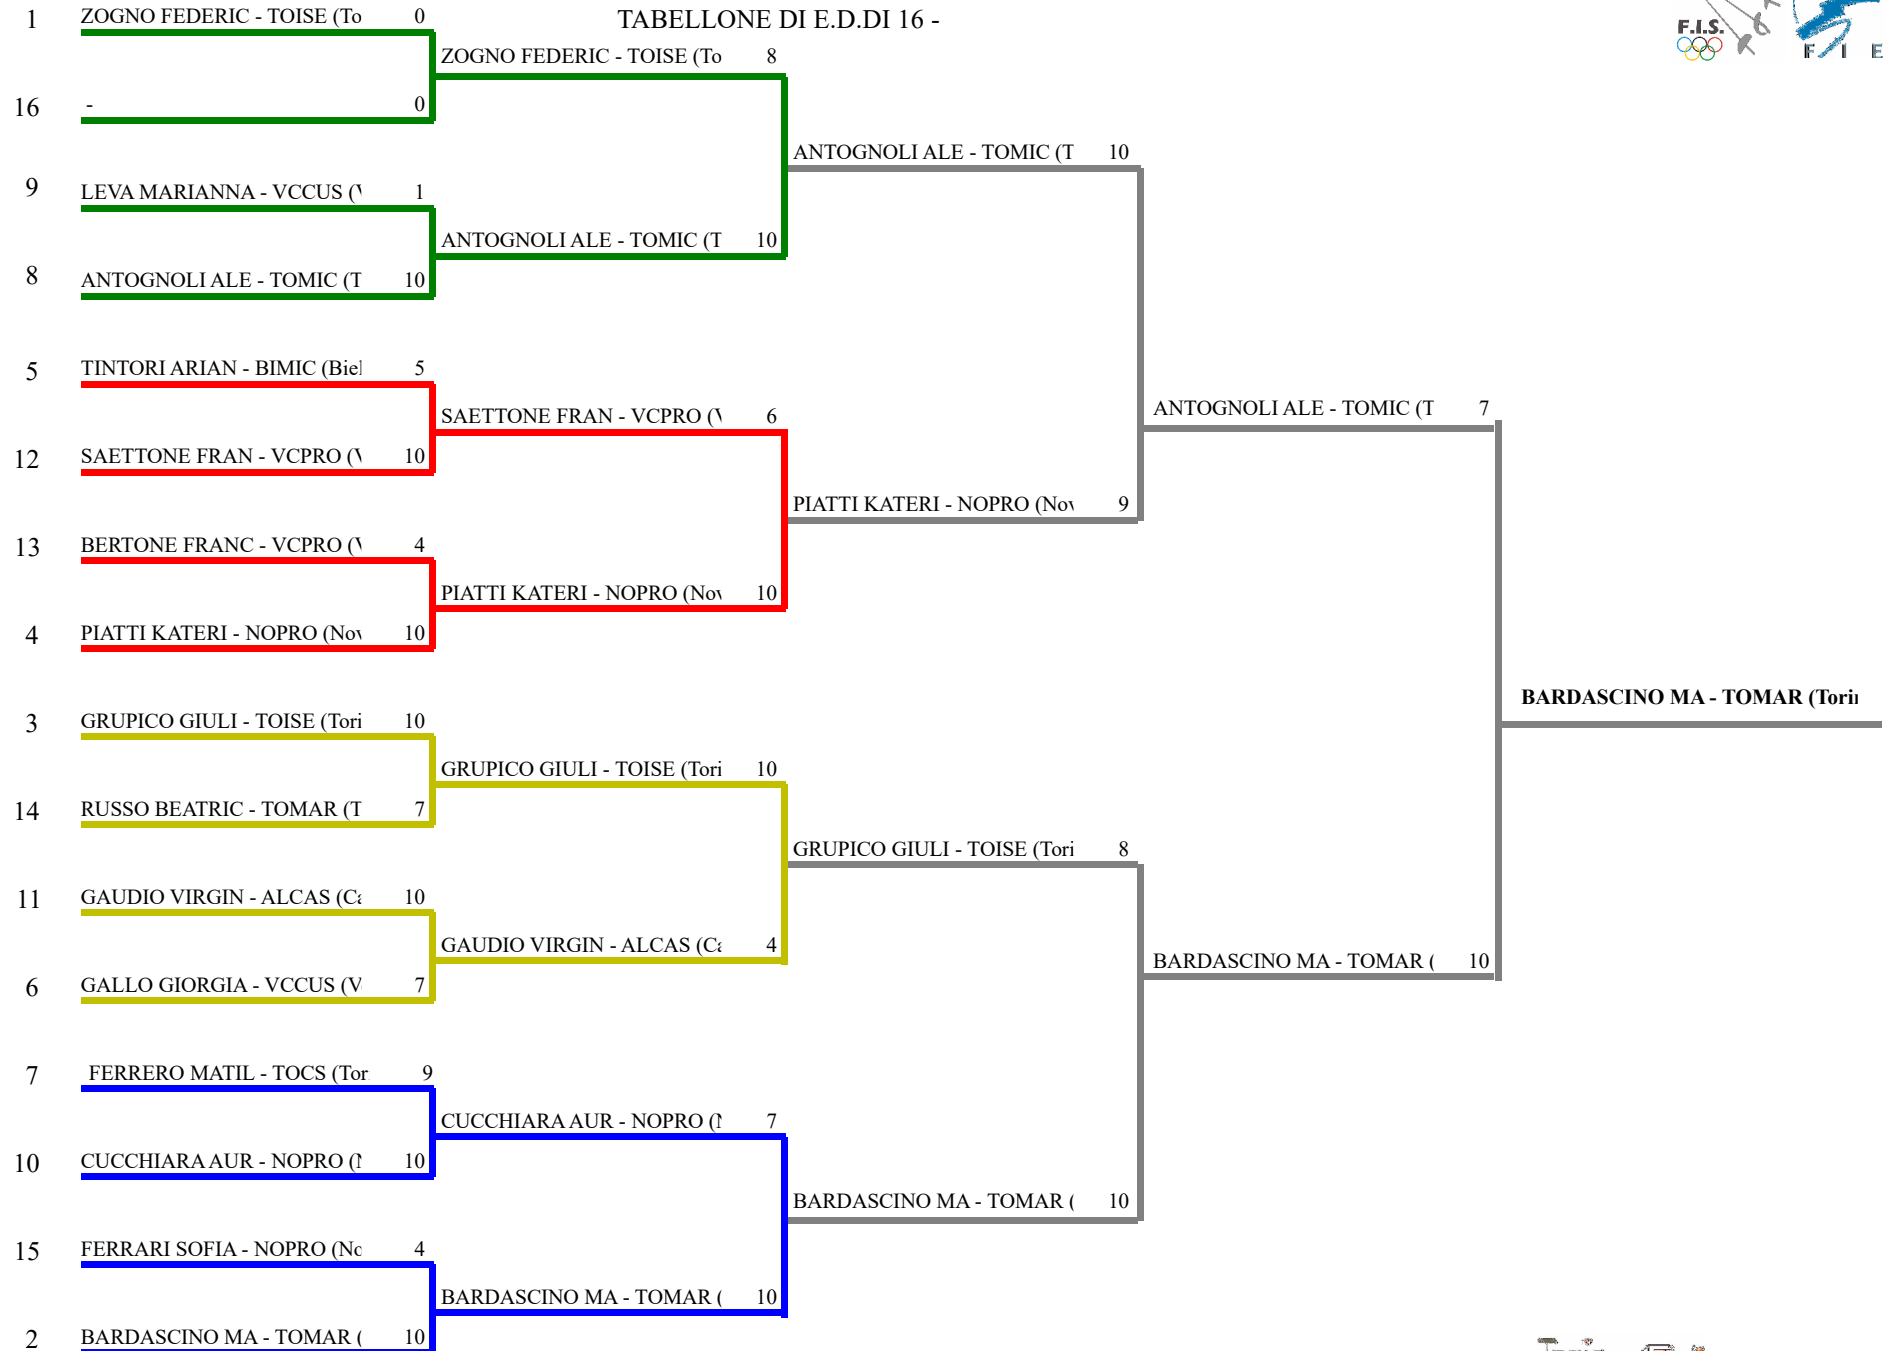 TABELLONE DI E.D.DI 16 -
F.I.S.
F I E
1 ZOGNO FEDERIC - TOISE (To 0
ZOGNO FEDERIC - TOISE (To 8
16 - 0
ANTOGNOLI ALE - TOMIC (T 10
9 LEVA MARIANNA - VCCUS (V 1
ANTOGNOLI ALE - TOMIC (T 10
8 ANTOGNOLI ALE - TOMIC (T 10
5 TINTORI ARIAN - BIMIC (Biel 5
ANTOGNOLI ALE - TOMIC (T 7
SAETTONE FRAN - VCPRO (V 6
12 SAETTONE FRAN - VCPRO (V 10
PIATTI KATERI - NOPRO (Nov 9
13 BERTONE FRANC - VCPRO (V 4
PIATTI KATERI - NOPRO (Nov 10
4 PIATTI KATERI - NOPRO (Nov 10
BARDASCINO MA - TOMAR (Torin
3 GRUPICO GIULI - TOISE (Tori 10
GRUPICO GIULI - TOISE (Tori 10
14 RUSSO BEATRIC - TOMAR (T 7
GRUPICO GIULI - TOISE (Tori 8
11 GAUDIO VIRGIN - ALCAS (Ca 10
GAUDIO VIRGIN - ALCAS (Ca 4
BARDASCINO MA - TOMAR ( 10
6 GALLO GIORGIA - VCCUS (V 7
7 FERRERO MATIL - TOCS (Tor 9
CUCCHIARA AUR - NOPRO (N 7
10 CUCCHIARA AUR - NOPRO (N 10
BARDASCINO MA - TOMAR ( 10
15 FERRARI SOFIA - NOPRO (No 4
BARDASCINO MA - TOMAR ( 10
2 BARDASCINO MA - TOMAR ( 10